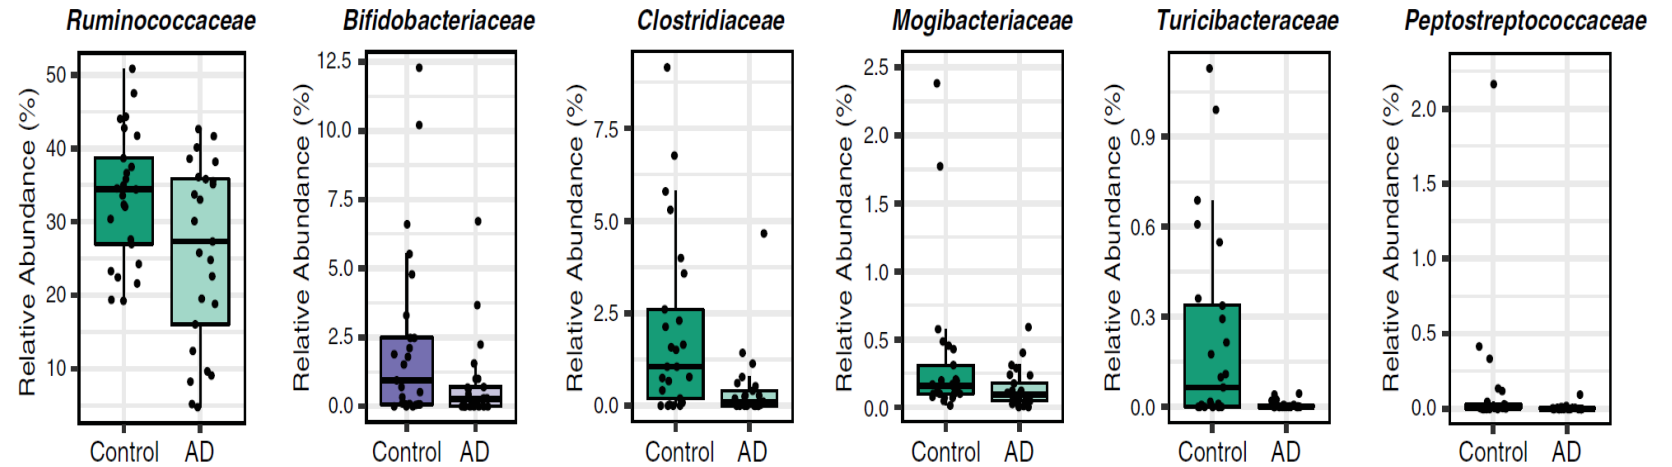 Ruminococcaceae
Relative Abundance (%)
50
40
30
20
10
Control AD
Bifidobacteriaceae
Relative Abundance (%)
12.5
10.0
7.5
5.0
2.5
0.0
Control AD
Clostridiaceae
Relative Abundance (%)
7.5
5.0
2.5
0.0
Control AD
Mogibacteriaceae
Relative Abundance (%)
2.5
2.0
1.5
1.0
0.5
0.0
Control AD
Turicibacteraceae
Relative Abundance (%)
0.9
0.6
0.3
0.0
Control AD
Peptostreptococcaceae
Relative Abundance (%)
2.0
1.5
1.0
0.5
0.0
Control AD